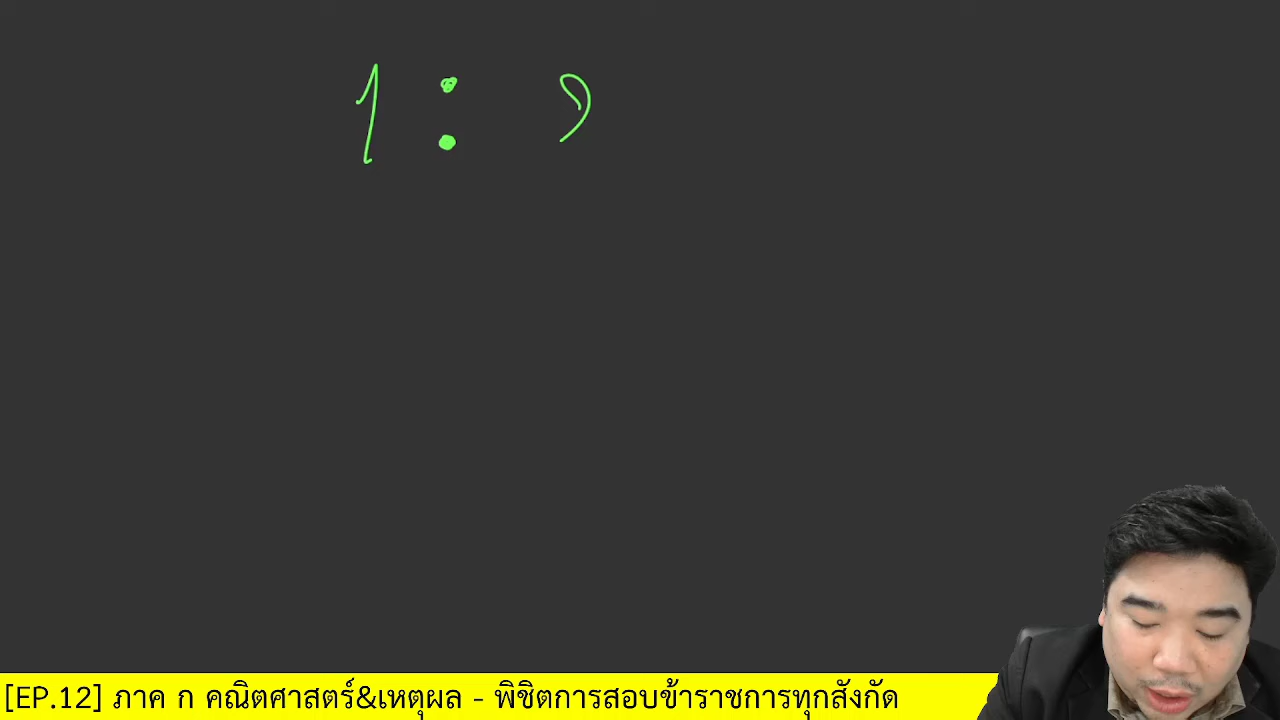 1 :
[EP.12] ภาค ก คณิตศาสตร์&เหตุผล - พิชิตการสอบข้าราชการทุกสังกัด